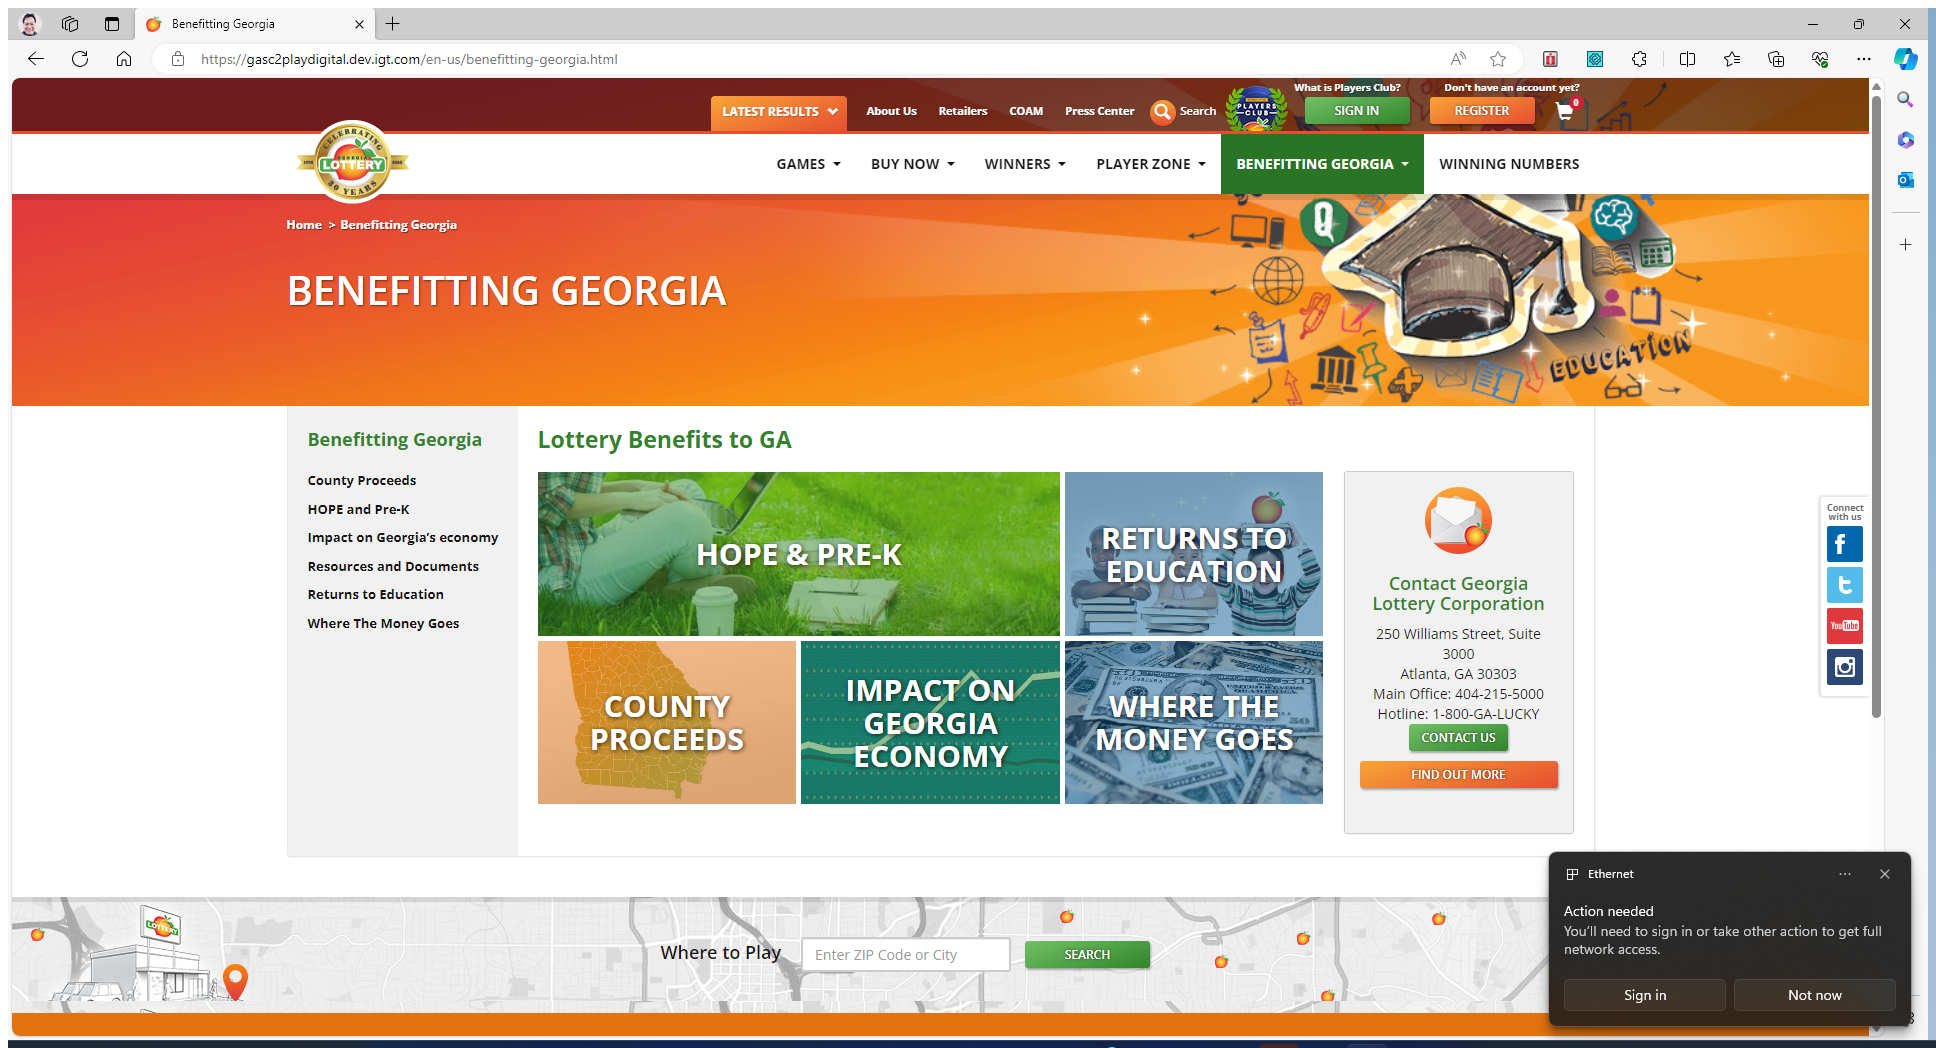 Benefitting Georgia
https://gasc2playdigital.dev.igt.com/en-us/benefitting-georgia.html
What is Players Club?
Don't have an account yet?
LATEST RESULTS
About Us
Retailers
COAM
Press Center
Search
PLAYERS CLUB
SIGN IN
REGISTER
0
CELEBRATING
GEORGIA
LOTTERY
30 YEARS
GAMES
BUY NOW
WINNERS
PLAYER ZONE
BENEFITTING GEORGIA
WINNING NUMBERS
Home > Benefitting Georgia
BENEFITTING GEORGIA
Q
EDUCATION
Benefitting Georgia
County Proceeds
HOPE and Pre-K
Impact on Georgia's economy
Resources and Documents
Returns to Education
Where The Money Goes
Lottery Benefits to GA
HOPE & PRE-K
RETURNS TO
EDUCATION
COUNTY
PROCEEDS
IMPACT ON
GEORGIA
ECONOMY
WHERE THE
MONEY GOES
Contact Georgia
Lottery Corporation
250 Williams Street, Suite
3000
Atlanta, GA 30303
Main Office: 404-215-5000
Hotline: 1-800-GA-LUCKY
CONTACT US
FIND OUT MORE
Connect
with us
f
t
YouTube
LOTTERY
Where to Play
Enter ZIP Code or City
SEARCH
Ethernet
Action needed
You'll need to sign in or take other action to get full
network access.
Sign in
Not now